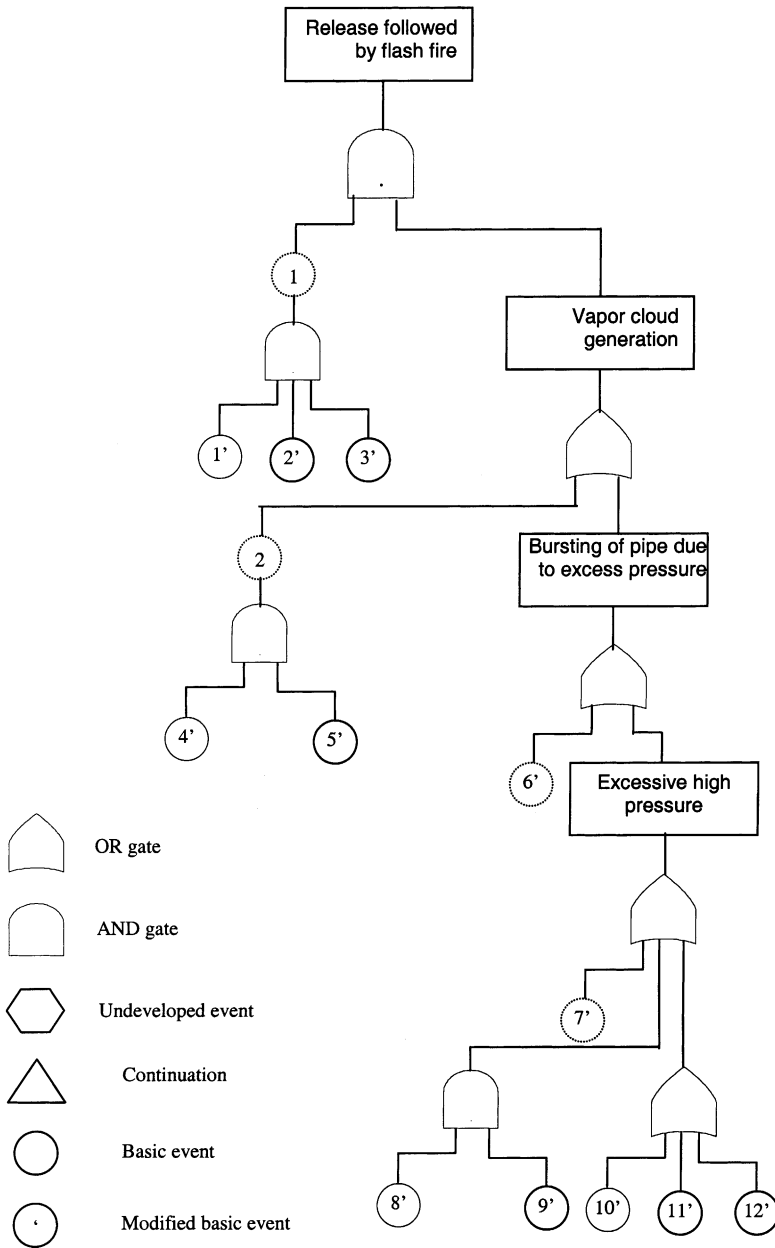 Release followed
by flash fire
1
Vapor cloud
generation
1’ 2’ 3’
2
Bursting of pipe due
to excess pressure
4’ 5’
6’
Excessive high
pressure
OR gate
AND gate
7’
Undeveloped event
Continuation
Basic event
8’ 9’ 10’ 11’ 12’
‘ Modified basic event